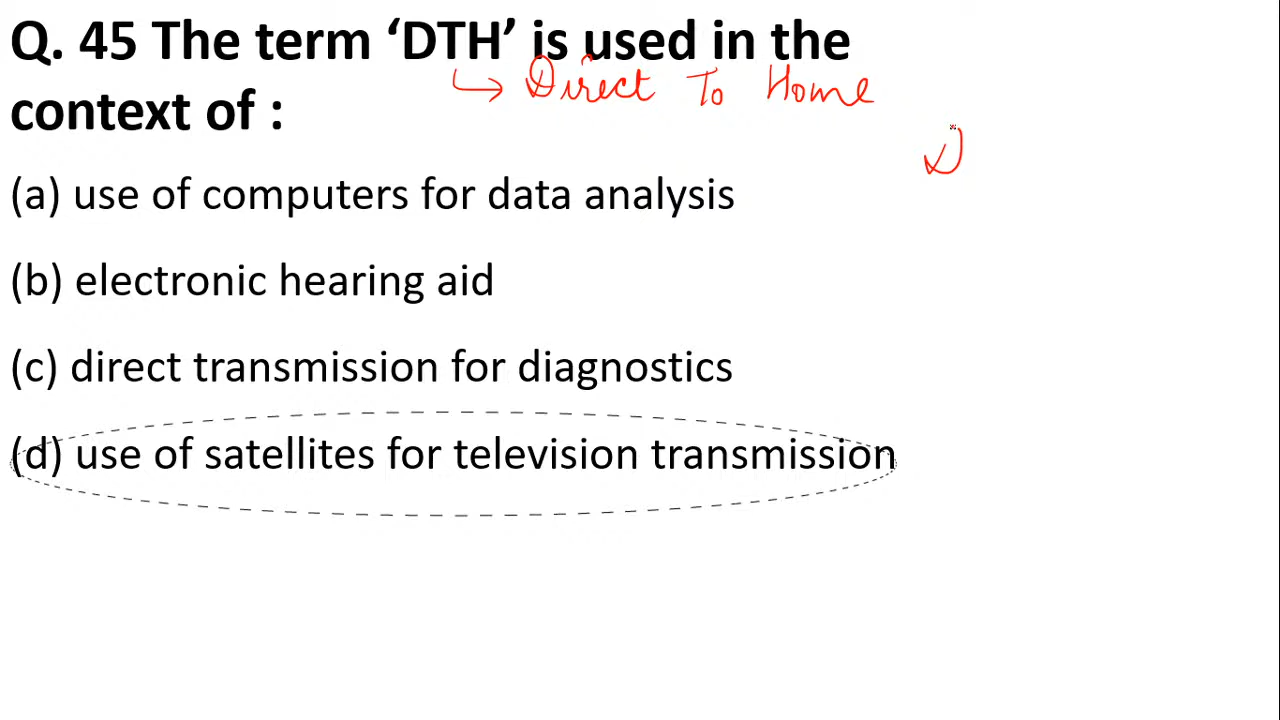 Q. 45 The term ‘DTH’ is used in the
Direct To Home
context of :
(a) use of computers for data analysis
(b) electronic hearing aid
(c) direct transmission for diagnostics
(d) use of satellites for television transmission